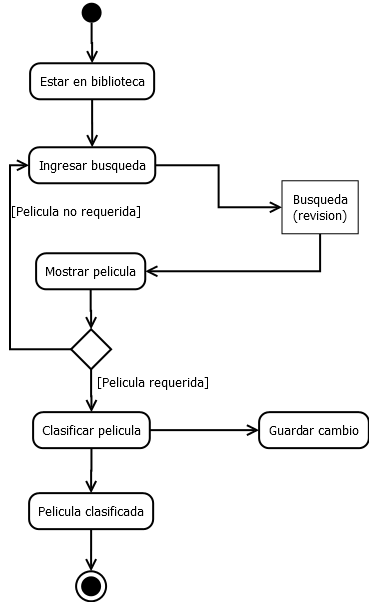 Estar en biblioteca
Ingresar busqueda
Busqueda
(revision)
[Pelicula no requerida]
Mostrar pelicula
[Pelicula requerida]
Clasificar pelicula
Guardar cambio
Pelicula clasificada